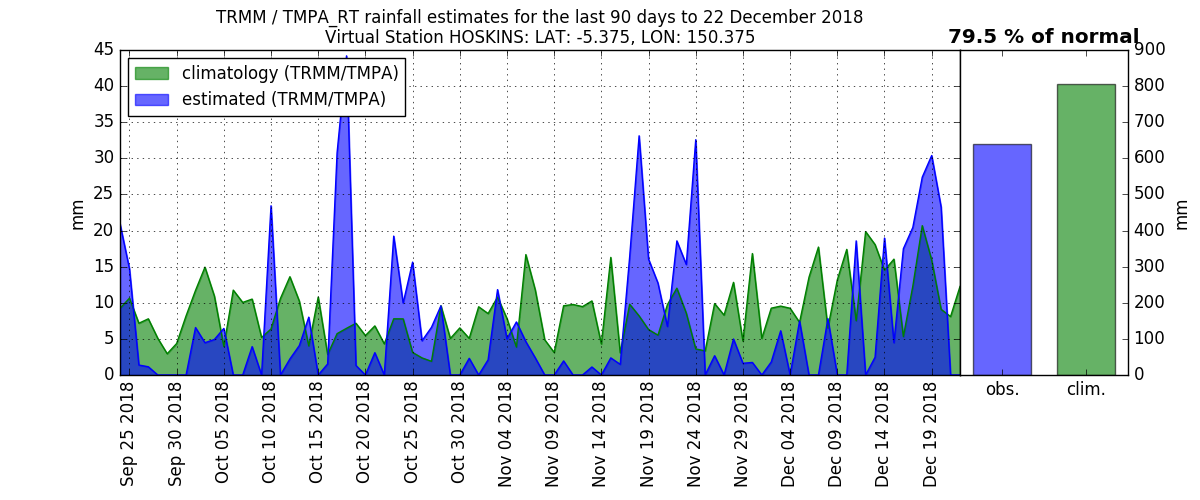 TRMM / TMPA_RT rainfall estimates for the last 90 days to 22 December 2018
Virtual Station HOSKINS: LAT: -5.375, LON: 150.375
79.5 % of normal
climatology (TRMM/TMPA)
estimated (TRMM/TMPA)
45
40
35
30
25
20
15
10
5
0
mm
Sep 25 2018
Sep 30 2018
Oct 05 2018
Oct 10 2018
Oct 15 2018
Oct 20 2018
Oct 25 2018
Oct 30 2018
Nov 04 2018
Nov 09 2018
Nov 14 2018
Nov 19 2018
Nov 24 2018
Nov 29 2018
Dec 04 2018
Dec 09 2018
Dec 14 2018
Dec 19 2018
obs.
clim.
900
800
700
600
500
400
300
200
100
0
mm